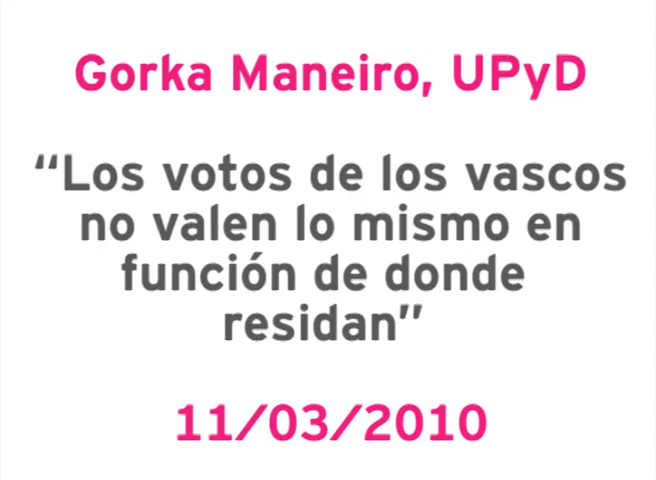 Gorka Maneiro, UPyD
“Los votos de los vascos
no valen lo mismo en
función de donde
residan”
11/03/2010